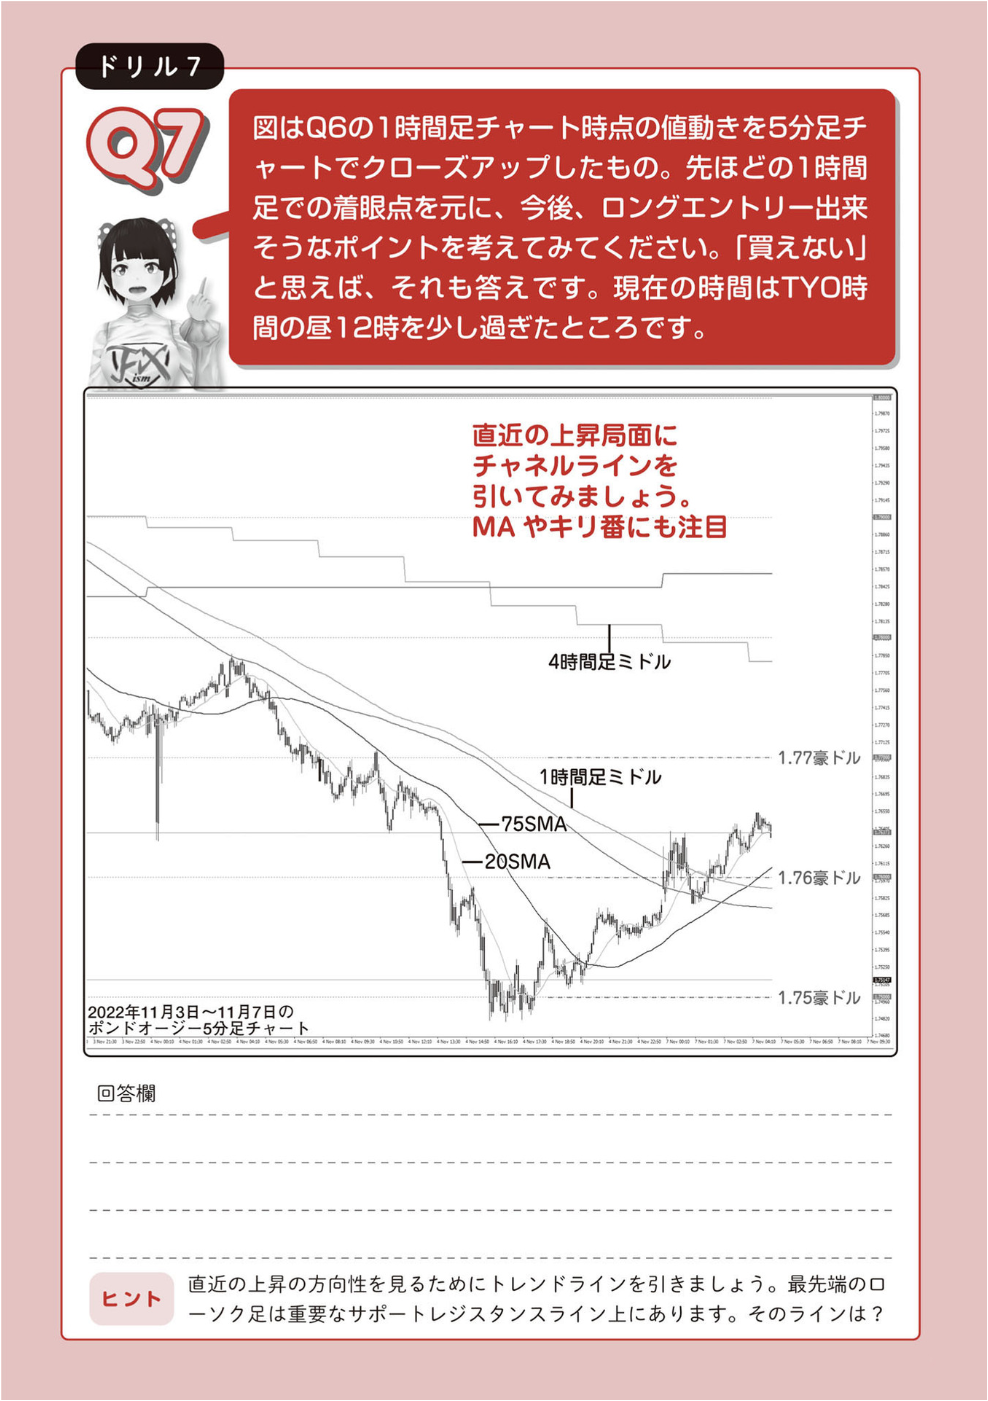 ドリル7
Q7
図はQ6の1時間足チャート時点の値動きを5分足チ
ャートでクローズアップしたもの。先ほどの1時間
足での着眼点を元に、今後、ロングエントリー出来
そうなポイントを考えてみてください。「買えない」
と思えば、それも答えです。現在の時間はTYO時
間の昼12時を少し過ぎたところです。
FX
ism
直近の上昇局面に
チャネルラインを
引いてみましょう。
MAやキリ番にも注目
4時間足ミドル
1.77豪ドル
1時間足ミドル
75SMA
20SMA
1.76豪ドル
1.75豪ドル
2022年11月3日〜11月7日の
ポンドオージー5分足チャート
回答欄
ヒント
直近の上昇の方向性を見るためにトレンドラインを引きましょう。最先端のロ
ーソク足は重要なサポートレジスタンスライン上にあります。そのラインは?